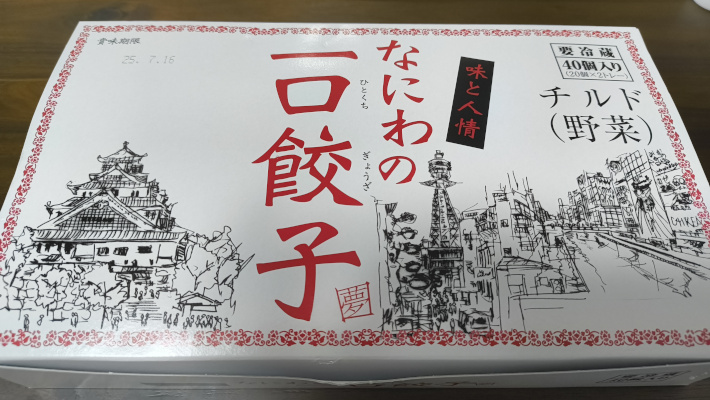 賞味期限
25. 7.16
要冷蔵
40個入り
(20個×2トレー)
チルド
(野菜)
味と人情
なにわの
一口餃子
ひとくち
ぎょうざ
夢